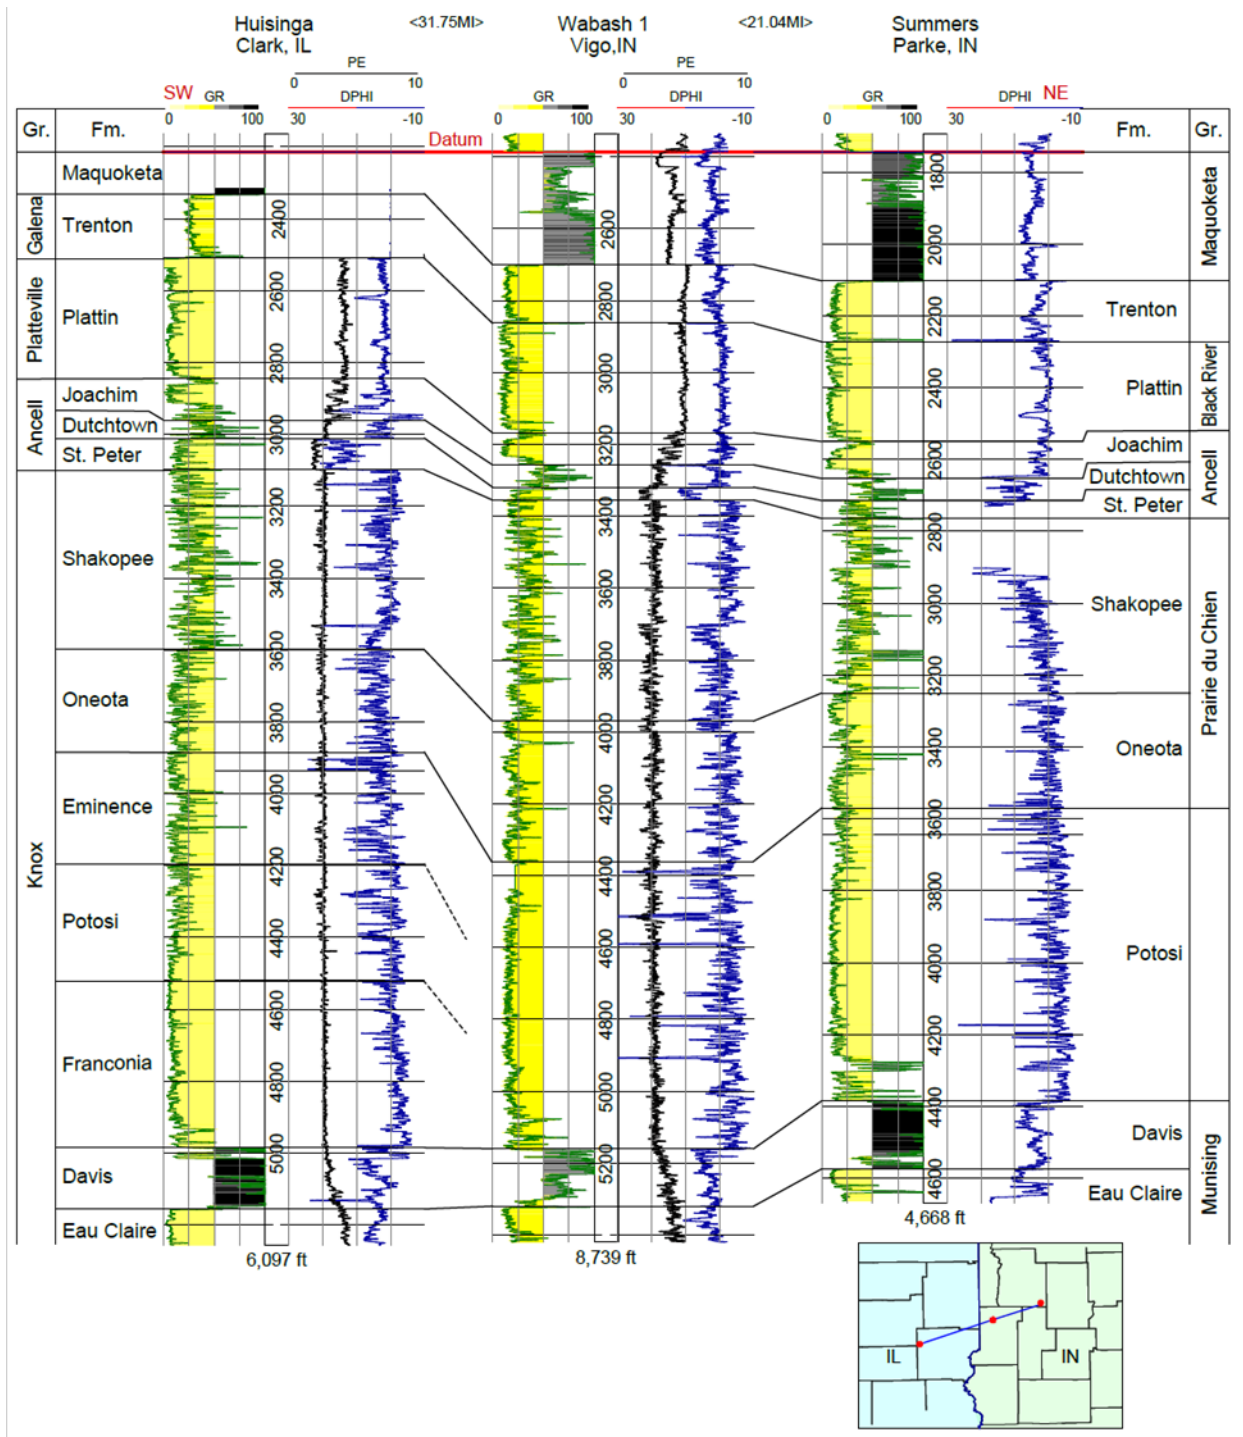 Huisinga <31.75MI> Wabash 1 <21.04MI> Summers
Clark, IL Vigo,IN Parke, IN
PE PE
0 10 0 10
SW GR DPHI GR DPHI GR DPHI NE
0 100 30 -10 0 100 30 -10 0 100 30 -10
Gr. Fm. Datum Fm. Gr.
Maquoketa
Galena
Trenton
Platteville
Plattin
Ancell
Joachim
Dutchtown
St. Peter
Knox
Shakopee
Oneota
Eminence
Potosi
Franconia
Davis
Eau Claire
2400
2600
2800
3000
3200
3400
3600
3800
4000
4200
4400
4600
4800
5000
6,097 ft
2600
2800
3000
3200
3400
3600
3800
4000
4200
4400
4600
4800
5000
5200
8,739 ft
1800
2000
2200
2400
2600
2800
3000
3200
3400
3600
3800
4000
4200
4400
4600
4,668 ft
Maquoketa
Trenton
Black River
Plattin
Ancell
Joachim
Dutchtown
St. Peter
Prairie du Chien
Shakopee
Oneota
Potosi
Munising
Davis
Eau Claire
IL IN